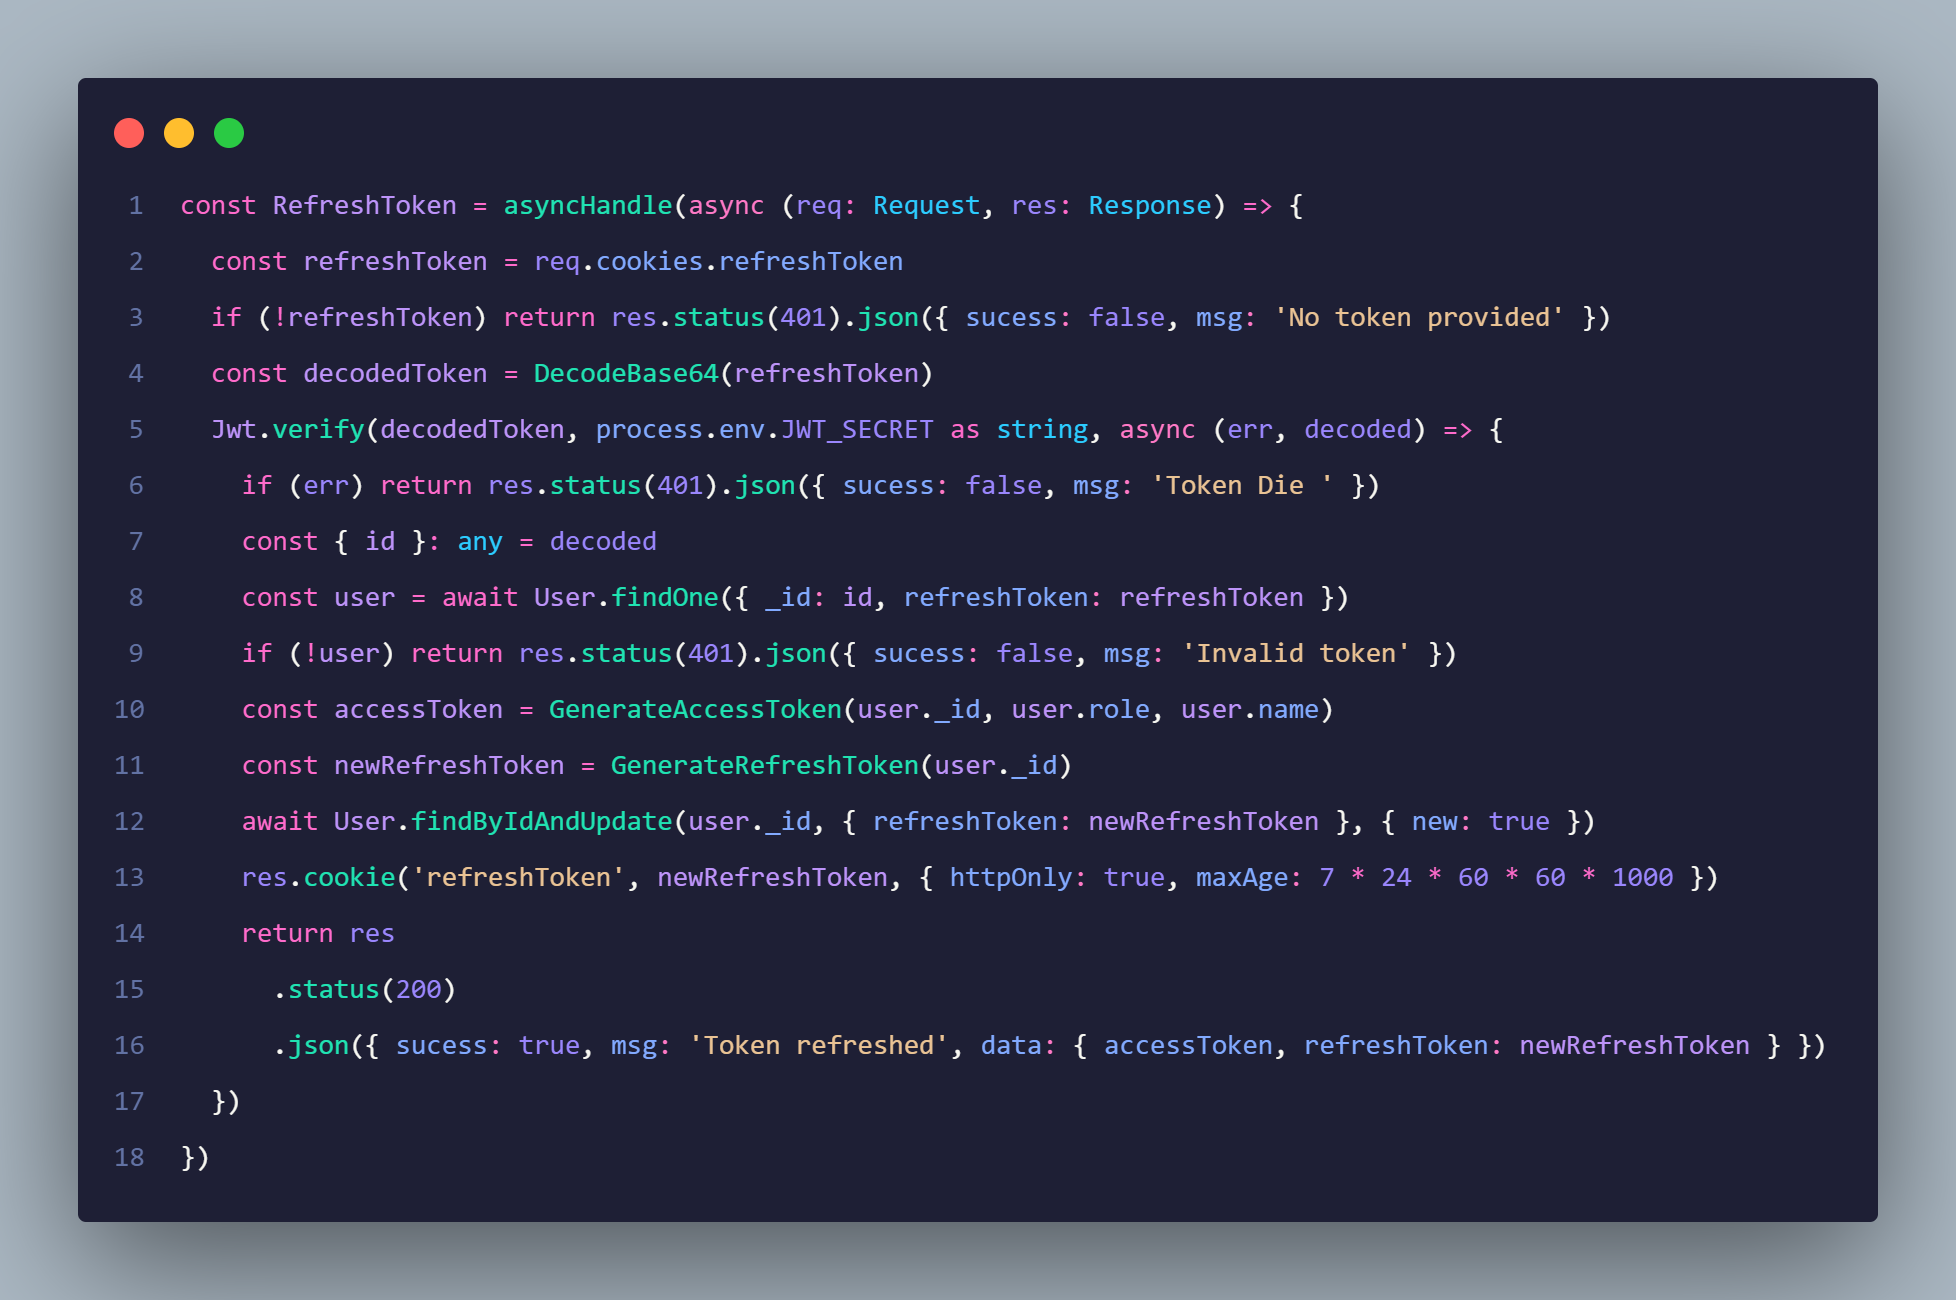 1 const RefreshToken = asyncHandle(async (req: Request, res: Response) => {
2   const refreshToken = req.cookies.refreshToken
3   if (!refreshToken) return res.status(401).json({ sucess: false, msg: 'No token provided' })
4   const decodedToken = DecodeBase64(refreshToken)
5   Jwt.verify(decodedToken, process.env.JWT_SECRET as string, async (err, decoded) => {
6     if (err) return res.status(401).json({ sucess: false, msg: 'Token Die ' })
7     const { id }: any = decoded
8     const user = await User.findOne({ _id: id, refreshToken: refreshToken })
9     if (!user) return res.status(401).json({ sucess: false, msg: 'Invalid token' })
10     const accessToken = GenerateAccessToken(user._id, user.role, user.name)
11     const newRefreshToken = GenerateRefreshToken(user._id)
12     await User.findByIdAndUpdate(user._id, { refreshToken: newRefreshToken }, { new: true })
13     res.cookie('refreshToken', newRefreshToken, { httpOnly: true, maxAge: 7 * 24 * 60 * 60 * 1000 })
14     return res
15       .status(200)
16       .json({ sucess: true, msg: 'Token refreshed', data: { accessToken, refreshToken: newRefreshToken } })
17   })
18 })